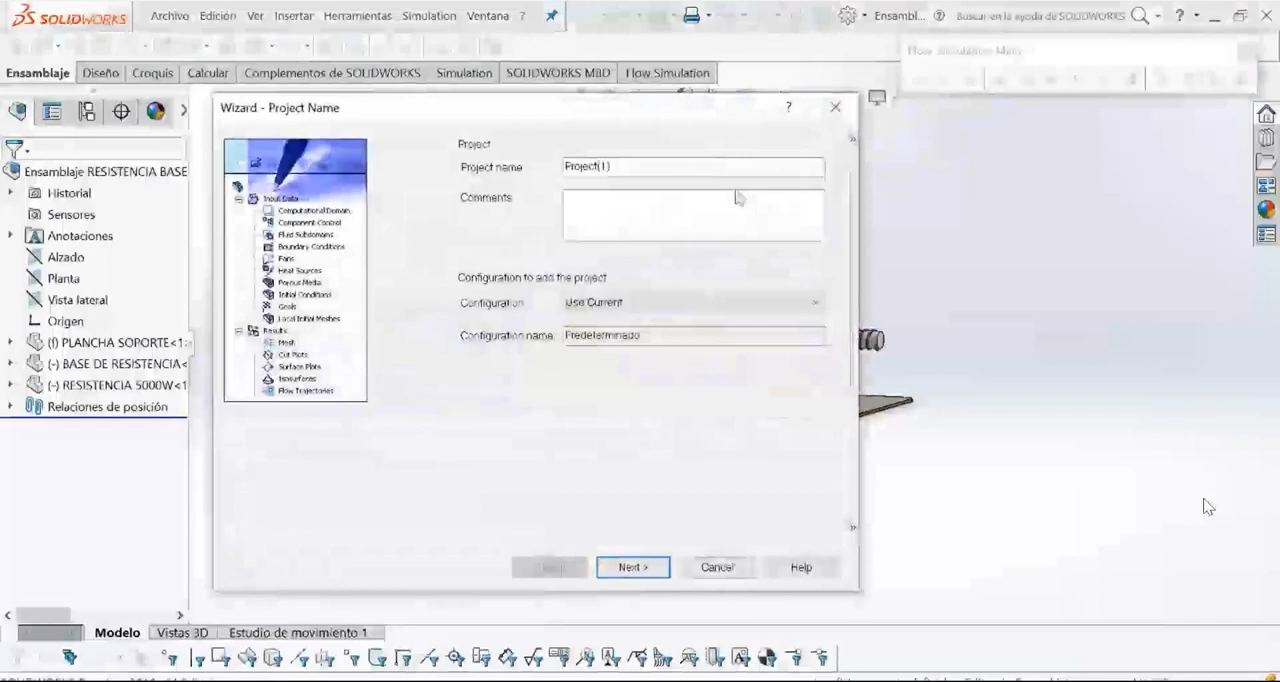 SOLIDWORKS Archivo Edición Ver Insertar Herramientas Simulation Ventana ? Ensambl... Buscar en la ayuda de SOLIDWORKS ?
Flow Simulation Main
Ensamblaje Diseño Croquis Calcular Complementos de SOLIDWORKS Simulation SOLIDWORKS MBD Flow Simulation
Wizard - Project Name ?
Ensamblaje RESISTENCIA BASE
Historial
Sensores
Anotaciones
Alzado
Planta
Vista lateral
Origen
(f) PLANCHA SOPORTE<1>
(-) BASE DE RESISTENCIA<
(-) RESISTENCIA 5000W<1
Relaciones de posición
Input Data
Computational Domain
Component Control
Fluid Subdomains
Boundary Conditions
Fans
Heat Sources
Porous Media
Initial Conditions
Goals
Local Initial Meshes
Results
Mesh
Cut Plots
Surface Plots
Isosurfaces
Flow Trajectories
Project
Project name Project(1)
Comments
Configuration to add the project
Configuration Use Current
Configuration name: Predeterminado
Next > Cancel Help
Modelo Vistas 3D Estudio de movimiento 1